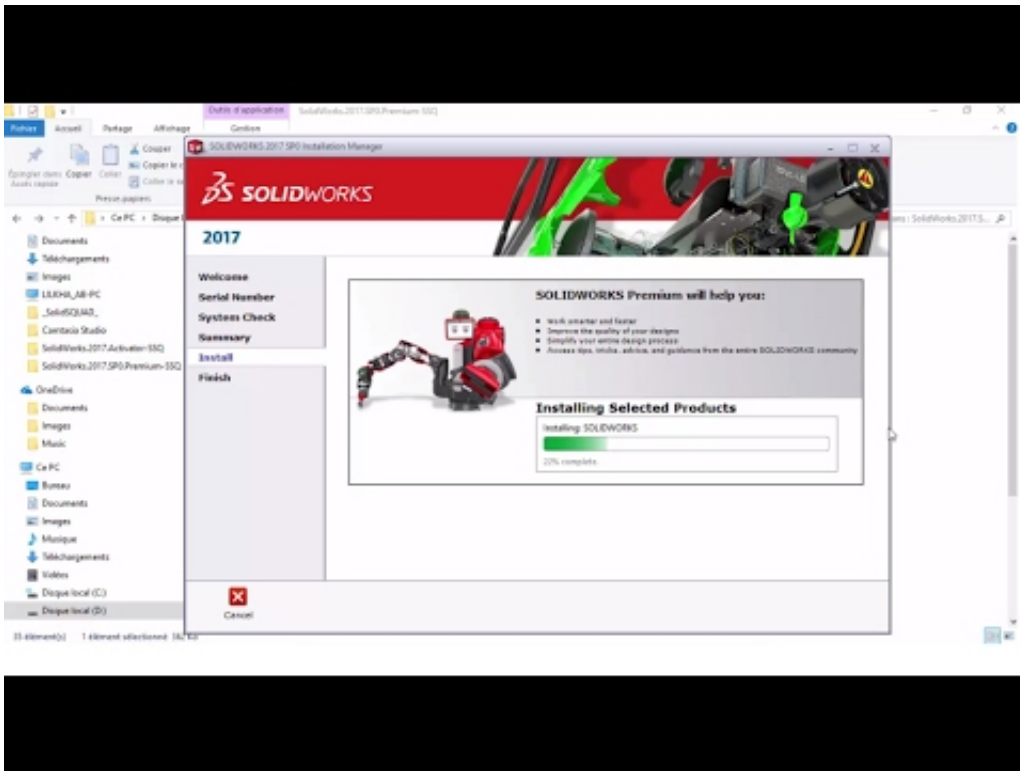 Outils d'application
SolidWorks.2017.SP0.Premium-SSQ
Fichier Accueil Partage Affichage Gestion
Épingler dans Accès rapide
Copier
Coller
Couper
Presse-papiers
SOLIDWORKS 2017 SP0 Installation Manager
SOLIDWORKS
2017
Ce PC
Welcome
Serial Number
System Check
Summary
Install
Finish
SOLIDWORKS Premium will help you:
Work smarter and faster
Improve the quality of your designs
Simplify your entire design process
Access tips, tricks, advice, and guidance from the entire SOLIDWORKS community
Installing Selected Products
Installing: SOLIDWORKS
22% complete.
Cancel
Documents
Téléchargements
Images
_SolidSQUAD_
Camtasia Studio
SolidWorks.2017.Activator-SSQ
SolidWorks.2017.SP0.Premium-SSQ
OneDrive
Documents
Images
Music
Ce PC
Bureau
Documents
Images
Musique
Téléchargements
Vidéos
Disque local (C:)
Disque local (D:)
1 élément sélectionné